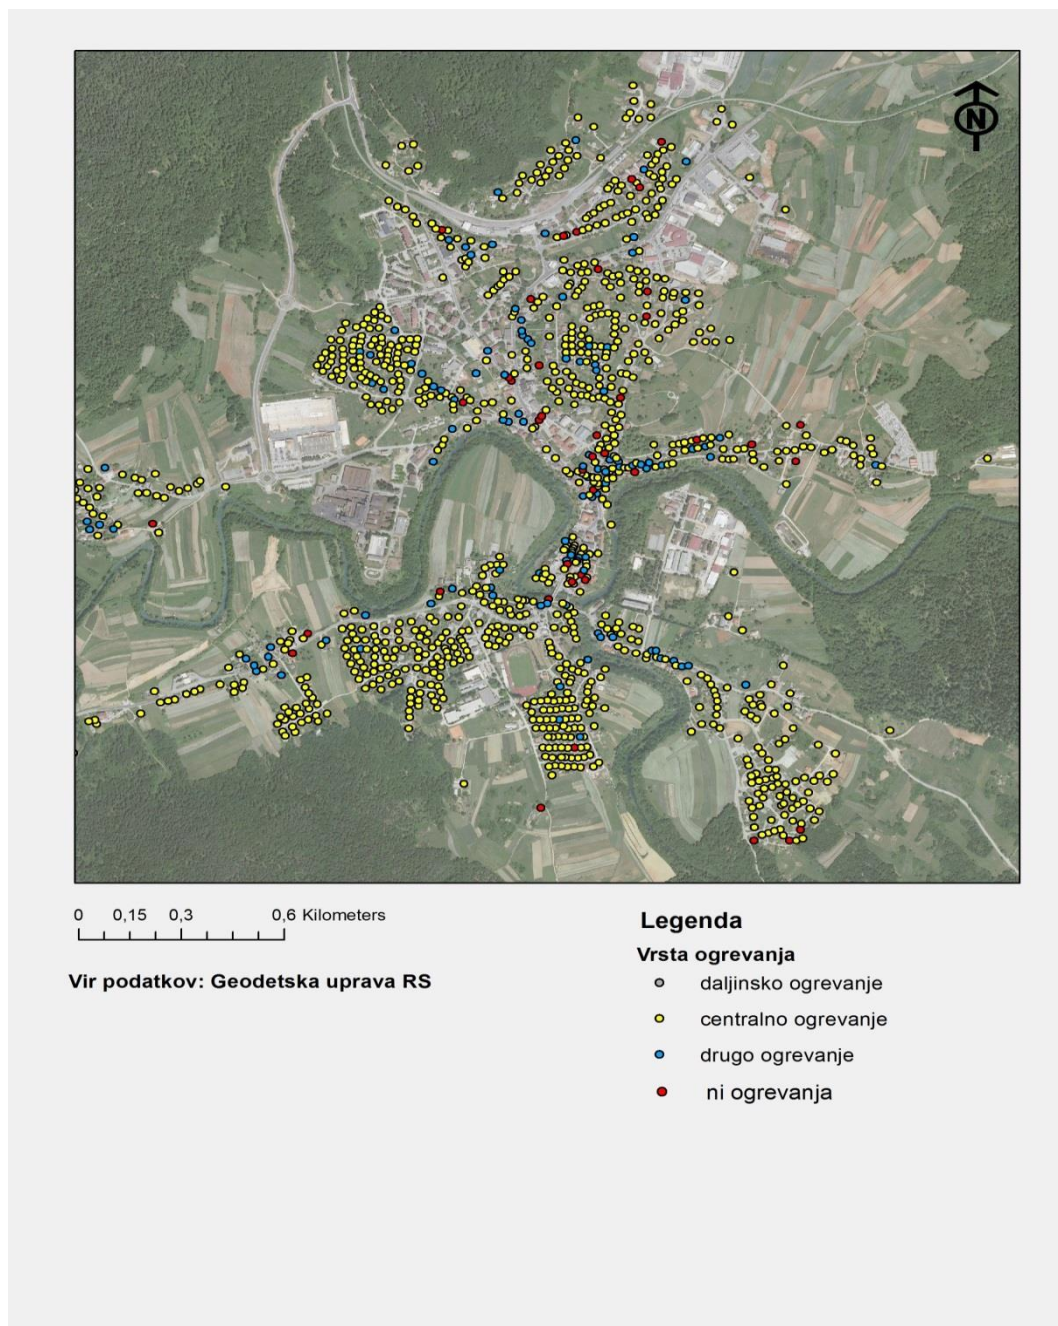 N
0 0,15 0,3 0,6 Kilometers
Vir podatkov: Geodetska uprava RS
Legenda
Vrsta ogrevanja
daljinsko ogrevanje
centralno ogrevanje
drugo ogrevanje
ni ogrevanja